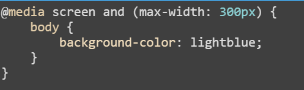 @media screen and (max-width: 300px) {
    body {
        background-color: lightblue;
    }
}